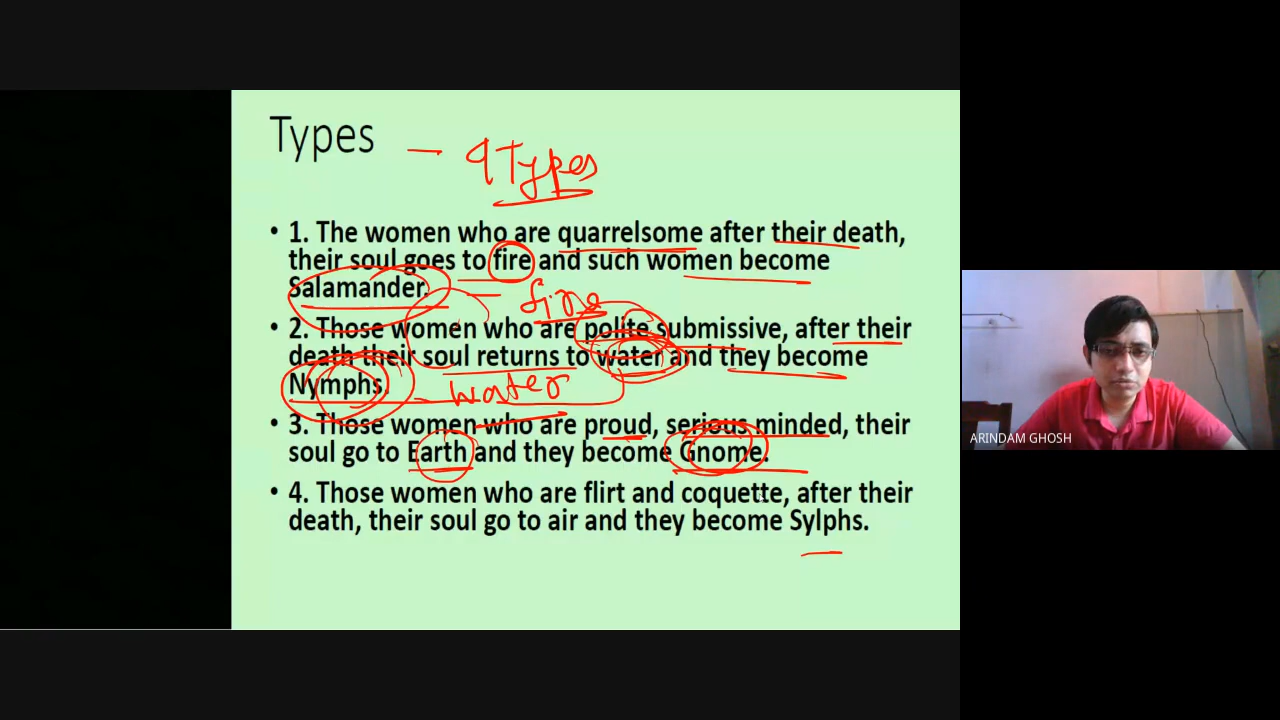 Types - 4 Types
• 1. The women who are quarrelsome after their death,
their soul goes to fire and such women become
Salamander. - fire
• 2. Those women who are polite submissive, after their
death their soul returns to water and they become
Nymphs. - water
• 3. Those women who are proud, serious minded, their
soul go to Earth and they become Gnome.
• 4. Those women who are flirt and coquette, after their
death, their soul go to air and they become Sylphs.
ARINDAM GHOSH